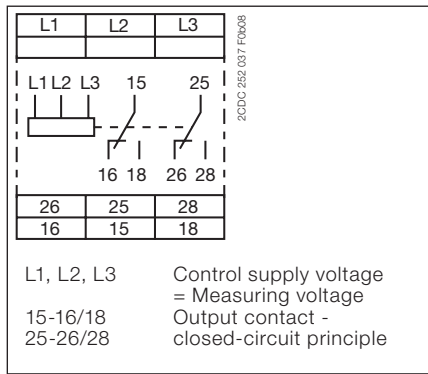 L1 L2 L3
2CDC 252 037 F0b08
L1 L2 L3 15 25
16 18 26 28
26 25 28
16 15 18
L1, L2, L3 Control supply voltage
= Measuring voltage
15-16/18 Output contact -
25-26/28 closed-circuit principle